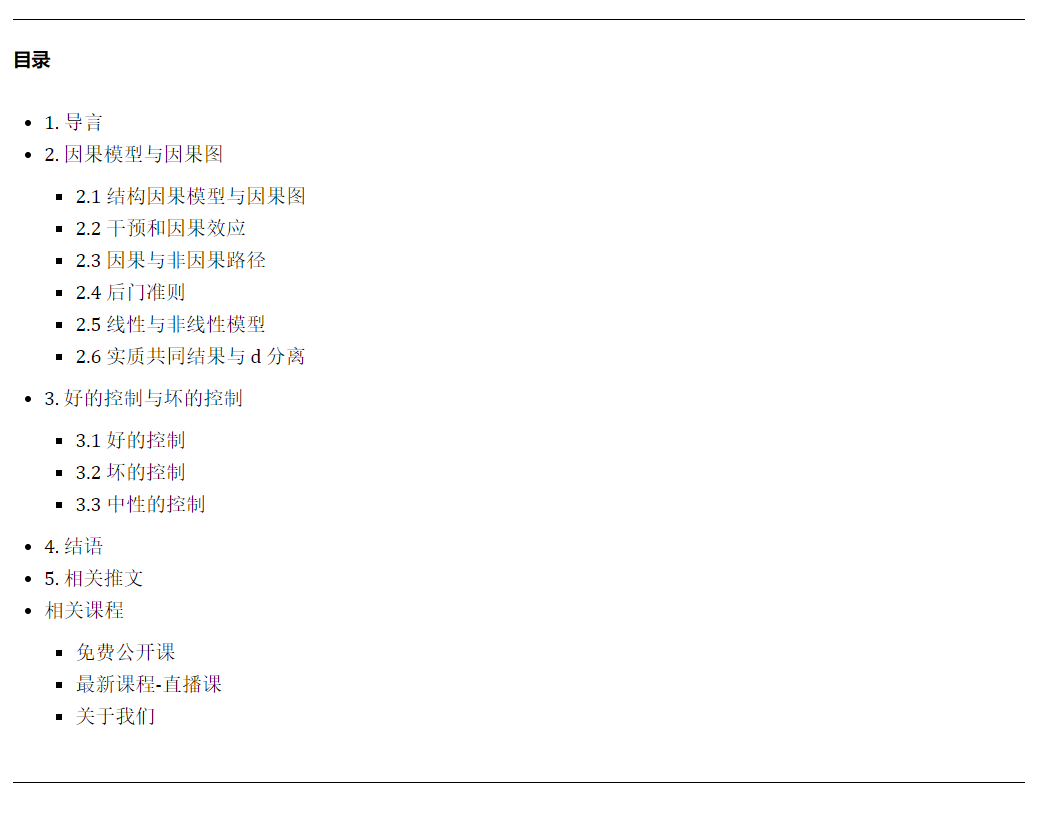 目录
1. 导言
2. 因果模型与因果图
2.1 结构因果模型与因果图
2.2 干预和因果效应
2.3 因果与非因果路径
2.4 后门准则
2.5 线性与非线性模型
2.6 实质共同结果与 d 分离
3. 好的控制与坏的控制
3.1 好的控制
3.2 坏的控制
3.3 中性的控制
4. 结语
5. 相关推文
相关课程
免费公开课
最新课程-直播课
关于我们